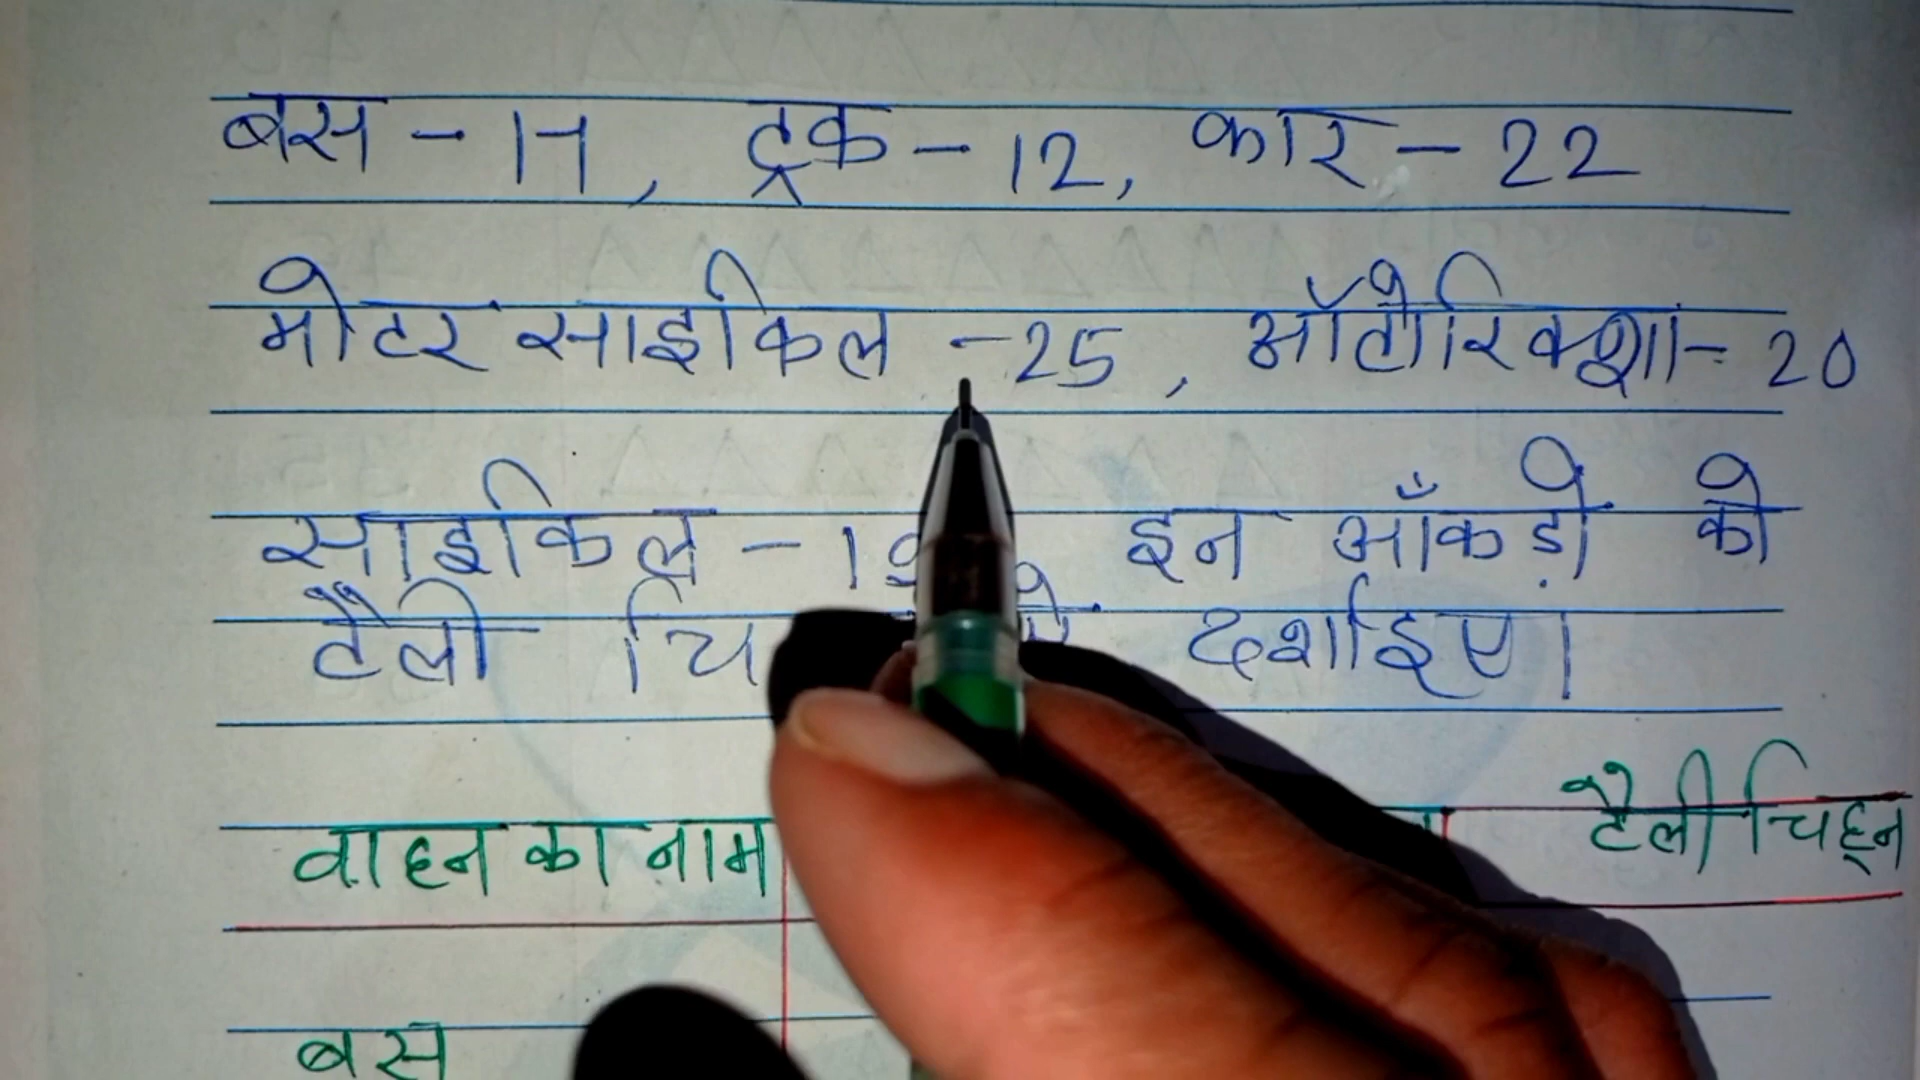 बस - 17, ट्रक - 12, कार - 22
मोटर साइकिल - 25, ऑटोरिक्शा - 20
साइकिल - इन आँकड़ो को
टैली दर्शाइए।
वाहन का नाम टैली चिह्न
बस